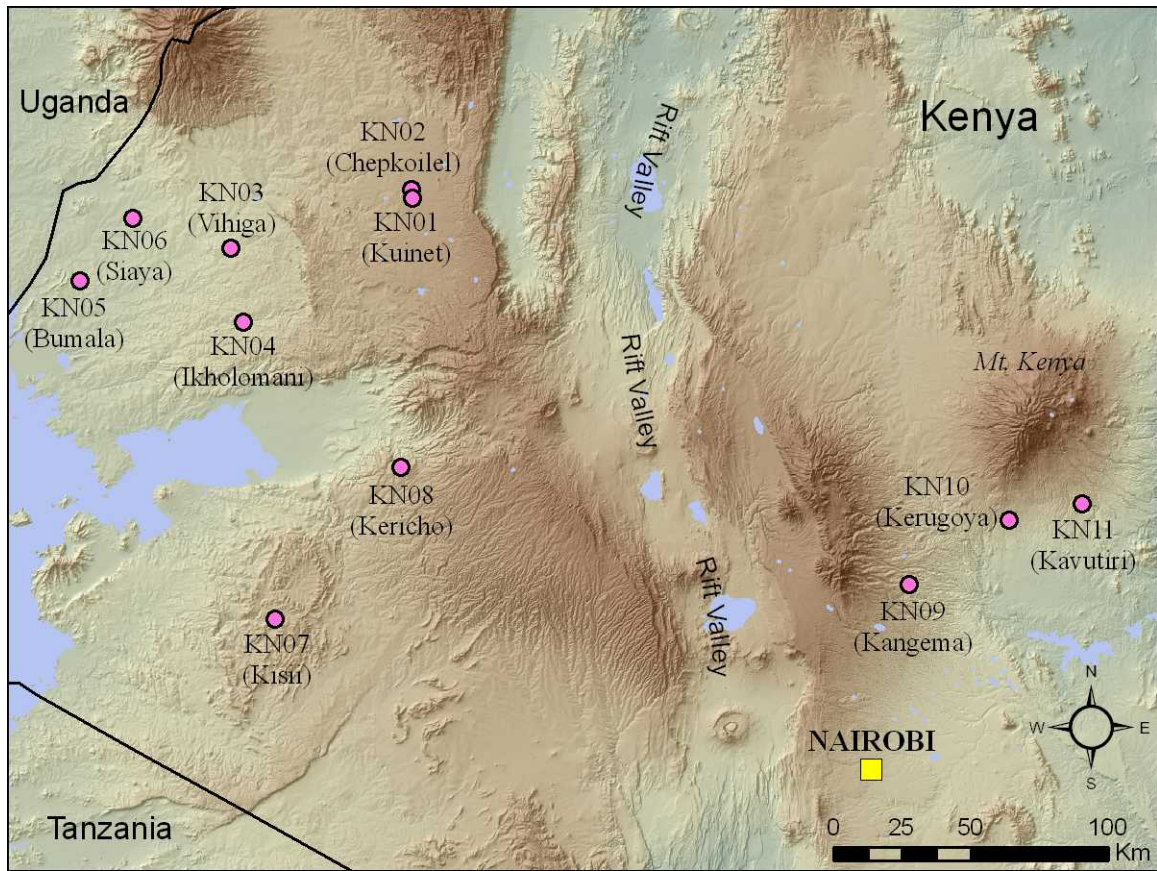 Uganda
Kenya
KN02
(Chepkoilel)
KN03
(Vihiga)
KN01
(Kuinet)
KN06
(Siaya)
KN05
(Bumala)
KN04
(Ikholomani)
Rift Valley
Rift Valley
Rift Valley
Mt. Kenya
KN08
(Kericho)
KN10
(Kerugoya)
KN11
(Kavutiri)
KN09
(Kangema)
KN07
(Kisii)
N
W E
S
NAIROBI
Tanzania
0 25 50 100
Km